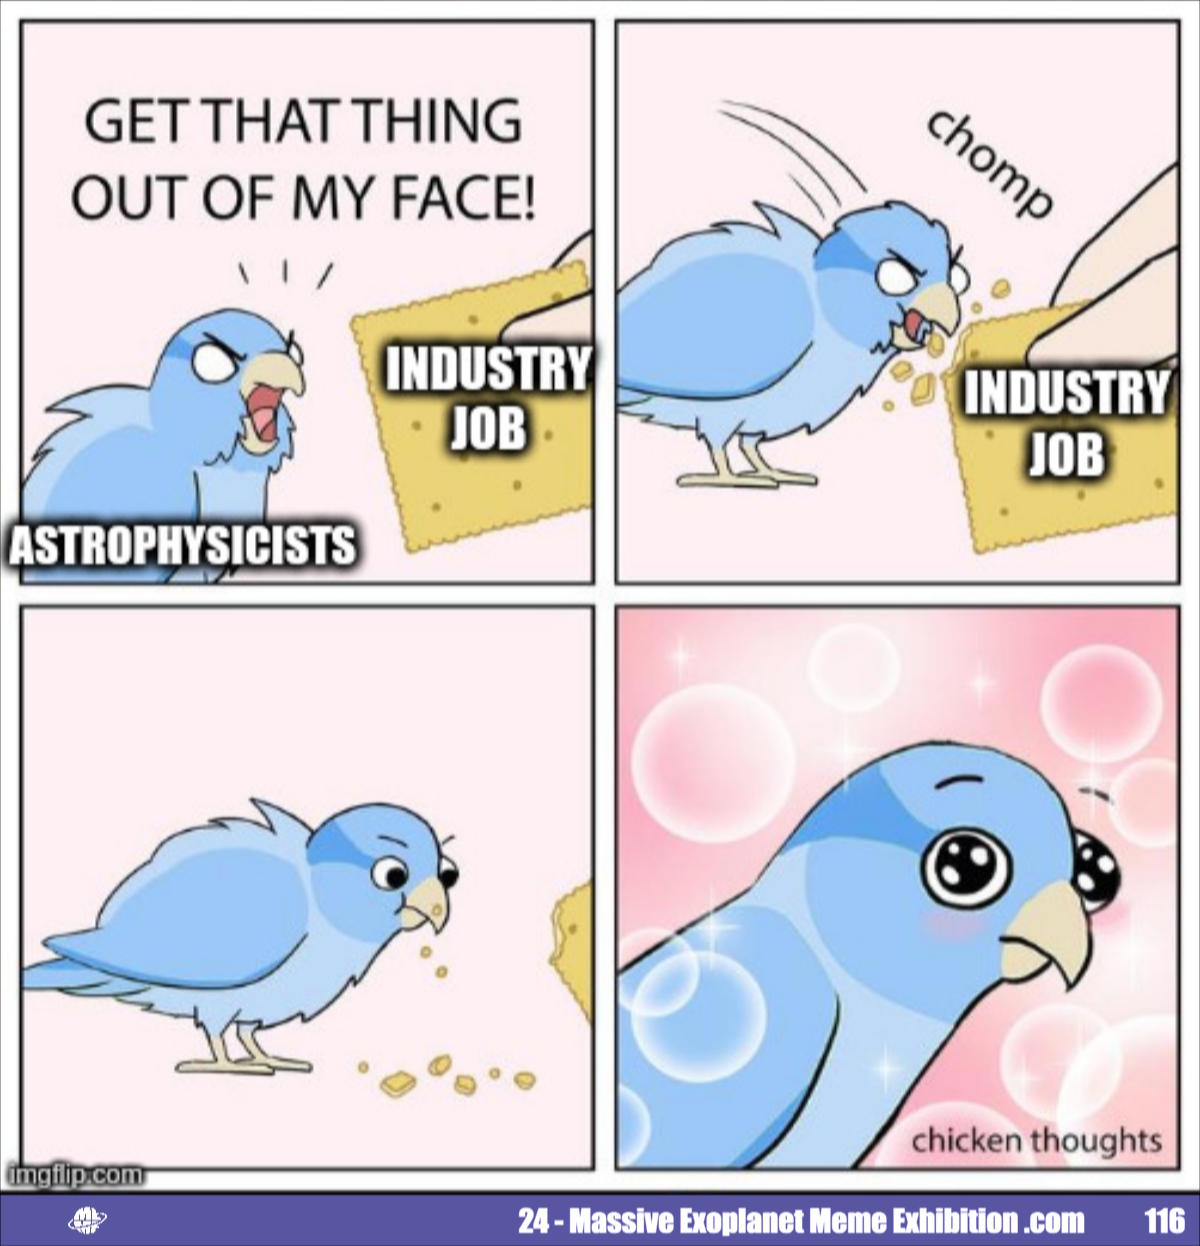 GET THAT THING
OUT OF MY FACE!
INDUSTRY
JOB
ASTROPHYSICISTS
chomp
INDUSTRY
JOB
chicken thoughts
imgflip.com
24 - Massive Exoplanet Meme Exhibition .com
116